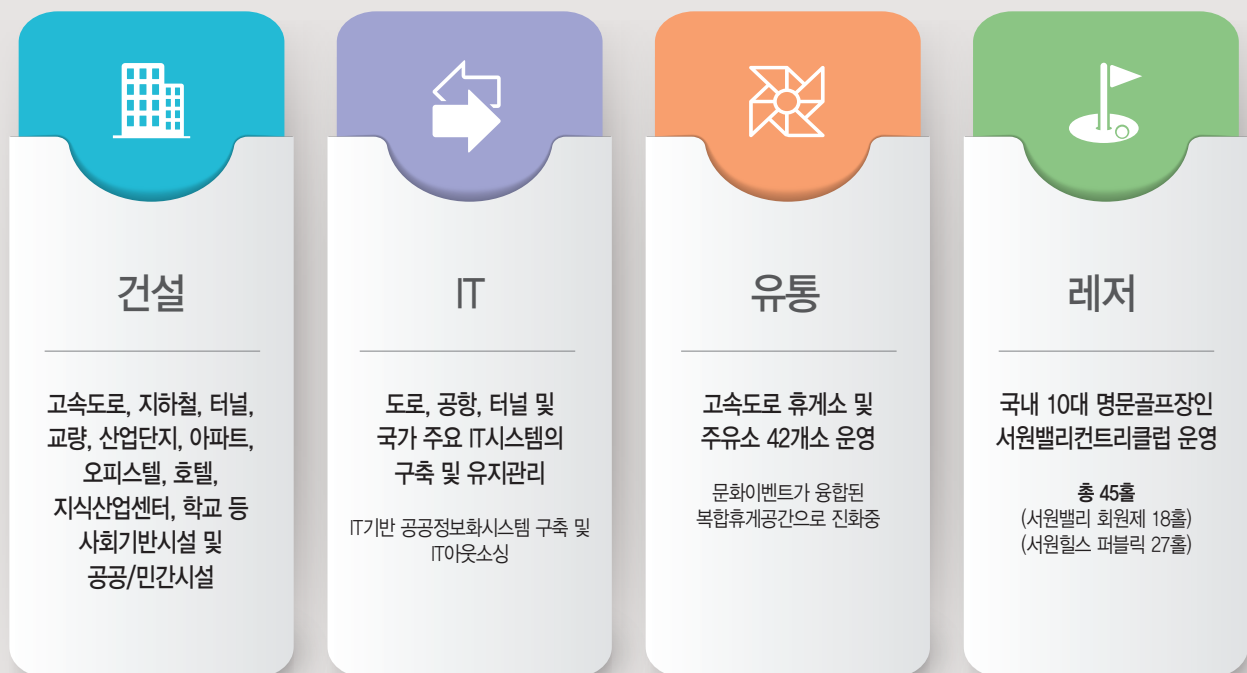 건설
고속도로, 지하철, 터널,
교량, 산업단지, 아파트,
오피스텔, 호텔,
지식산업센터, 학교 등
사회기반시설 및
공공/민간시설
IT
도로, 공항, 터널 및
국가 주요 IT시스템의
구축 및 유지관리
IT기반 공공정보화시스템 구축 및
IT아웃소싱
유통
고속도로 휴게소 및
주유소 42개소 운영
문화이벤트가 융합된
복합휴게공간으로 진화중
레저
국내 10대 명문골프장인
서원밸리컨트리클럽 운영
총 45홀
(서원밸리 회원제 18홀)
(서원힐스 퍼블릭 27홀)